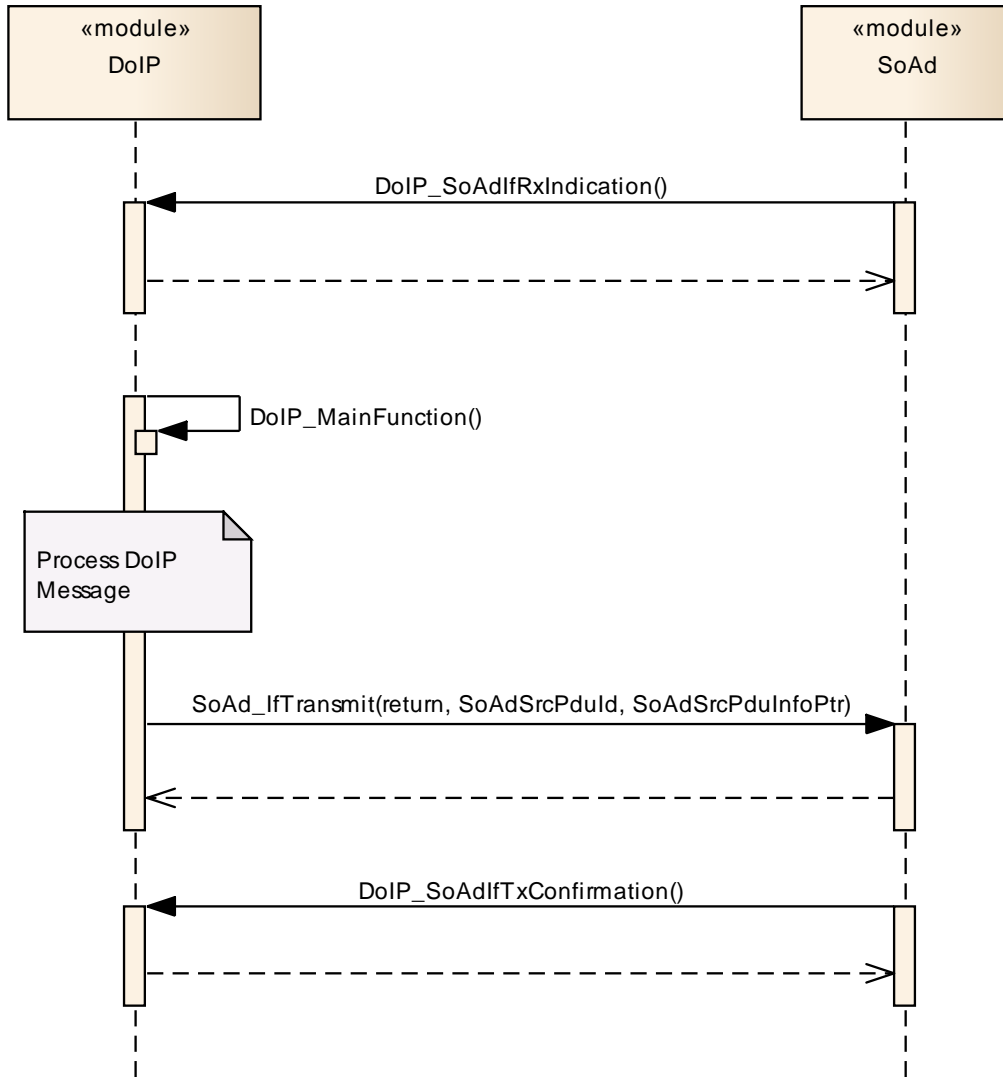 «module»
DoIP
«module»
SoAd
DoIP_SoAdIfRxIndication()
DoIP_MainFunction()
Process DoIP
Message
SoAd_IfTransmit(return, SoAdSrcPduId, SoAdSrcPduInfoPtr)
DoIP_SoAdIfTxConfirmation()